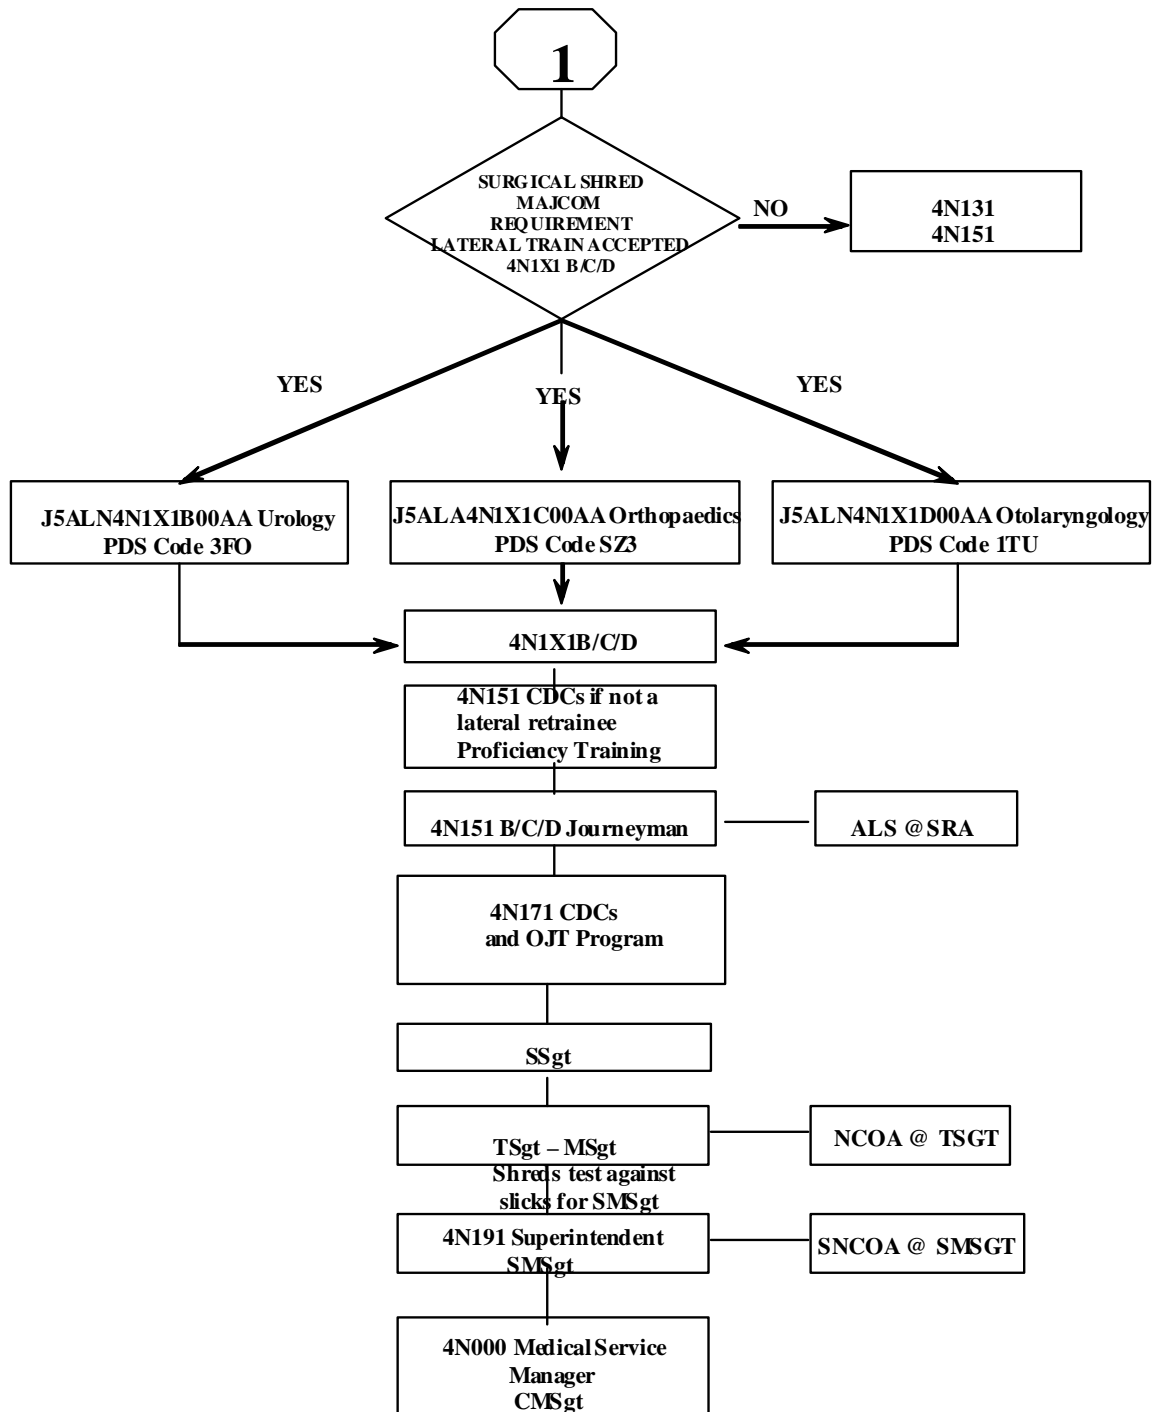 1
SURGICAL SHRED
MAJCOM
REQUIREMENT
LATERAL TRAIN ACCEPTED
4N1X1 B/C/D
NO
4N131
4N151
YES
YES
YES
J5ALN4N1X1B00AA Urology
PDS Code 3FO
J5ALA4N1X1C00AA Orthopaedics
PDS Code SZ3
J5ALN4N1X1D00AA Otolaryngology
PDS Code 1TU
4N1X1B/C/D
4N151 CDCs if not a
lateral retrainee
Proficiency Training
4N151 B/C/D Journeyman
ALS @ SRA
4N171 CDCs
and OJT Program
SSgt
TSgt – MSgt
NCOA @ TSGT
Shreds test against
slicks for SMSgt
4N191 Superintendent
SMSgt
SNCOA @ SMSGT
4N000 Medical Service
Manager
CMSgt